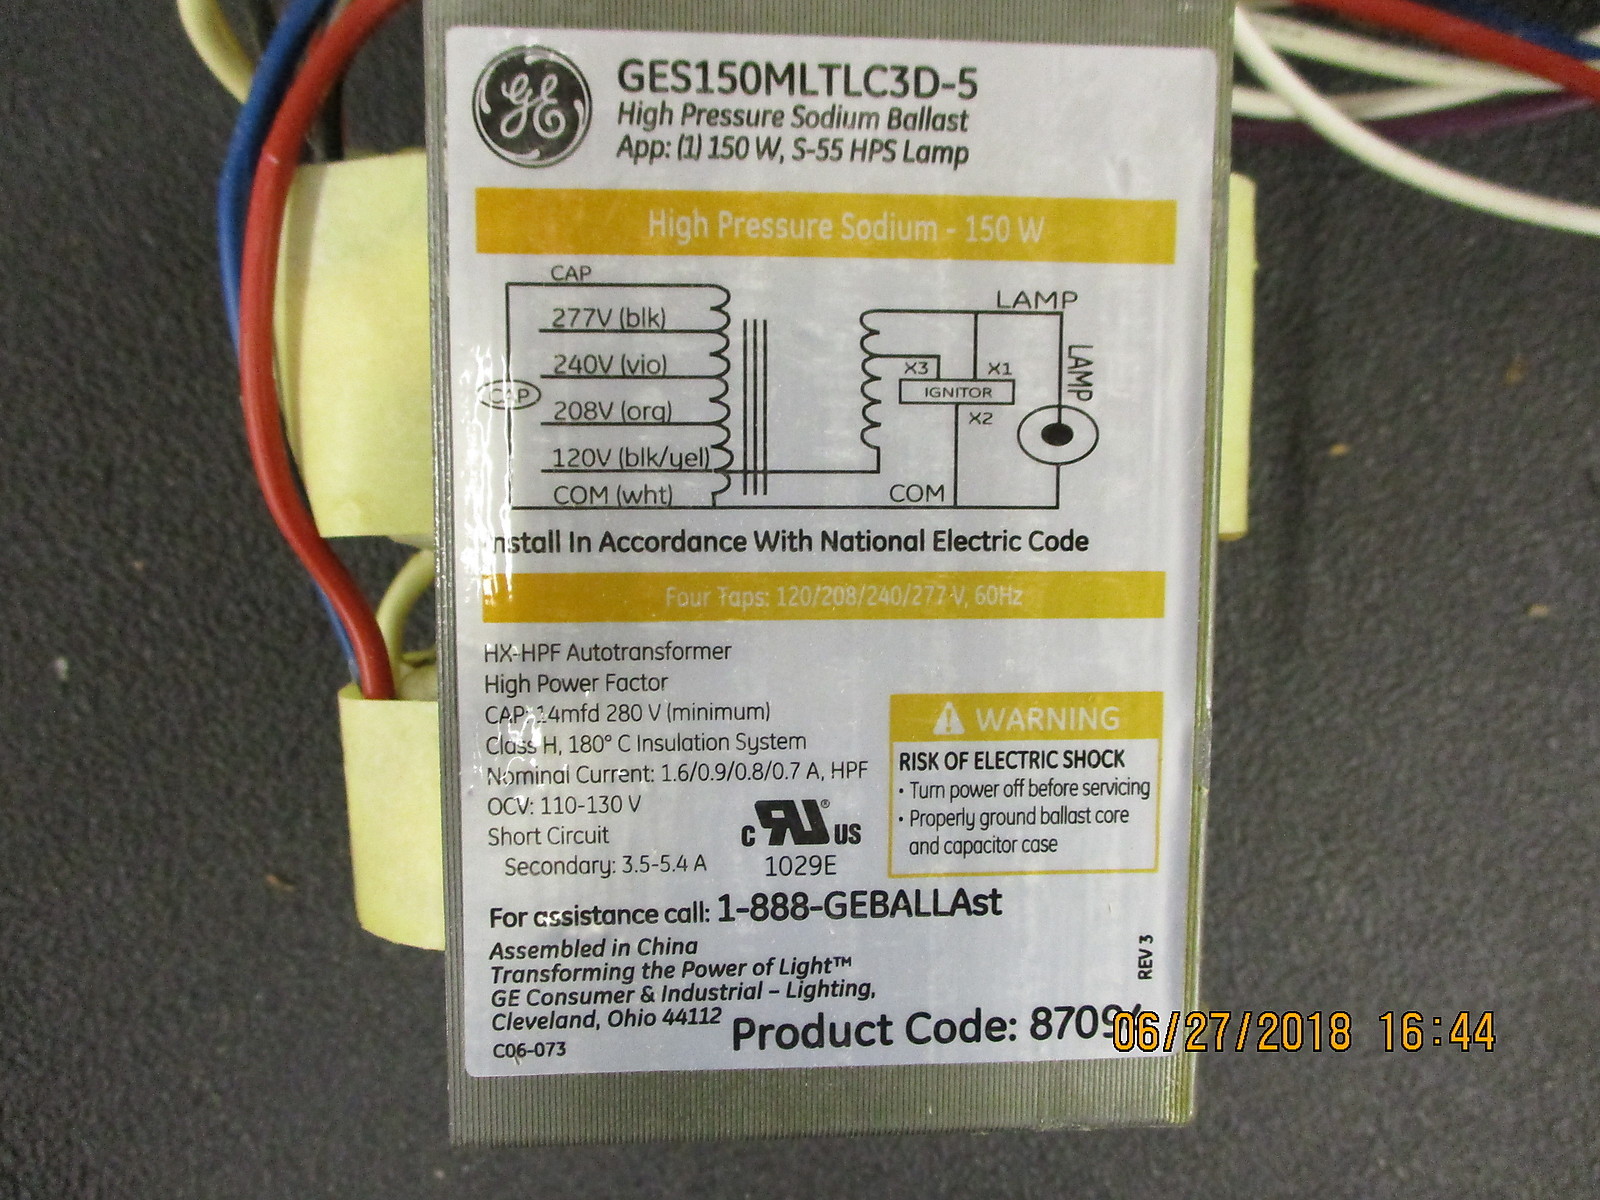 GE
GES150MLTLC3D-5
High Pressure Sodium Ballast
App: (1) 150 W, S-55 HPS Lamp
High Pressure Sodium - 150 W
CAP
277V (blk)
240V (vio)
CAP
208V (org)
120V (blk/yel)
COM (wht)
LAMP
LAMP
X3
X1
IGNITOR
X2
COM
Install In Accordance With National Electric Code
Four Taps: 120/208/240/277 V, 60Hz
HX-HPF Autotransformer
High Power Factor
CAP: 14mfd 280 V (minimum)
Class H, 180° C Insulation System
Nominal Current: 1.6/0.9/0.8/0.7 A, HPF
OCV: 110-130 V
Short Circuit
Secondary: 3.5-5.4 A
c RU® US
1029E
WARNING
RISK OF ELECTRIC SHOCK
• Turn power off before servicing
• Properly ground ballast core
and capacitor case
For assistance call: 1-888-GEBALLAst
Assembled in China
Transforming the Power of Light™
GE Consumer & Industrial – Lighting,
Cleveland, Ohio 44112
C06-073
REV 3
Product Code:
06/27/2018 16:44